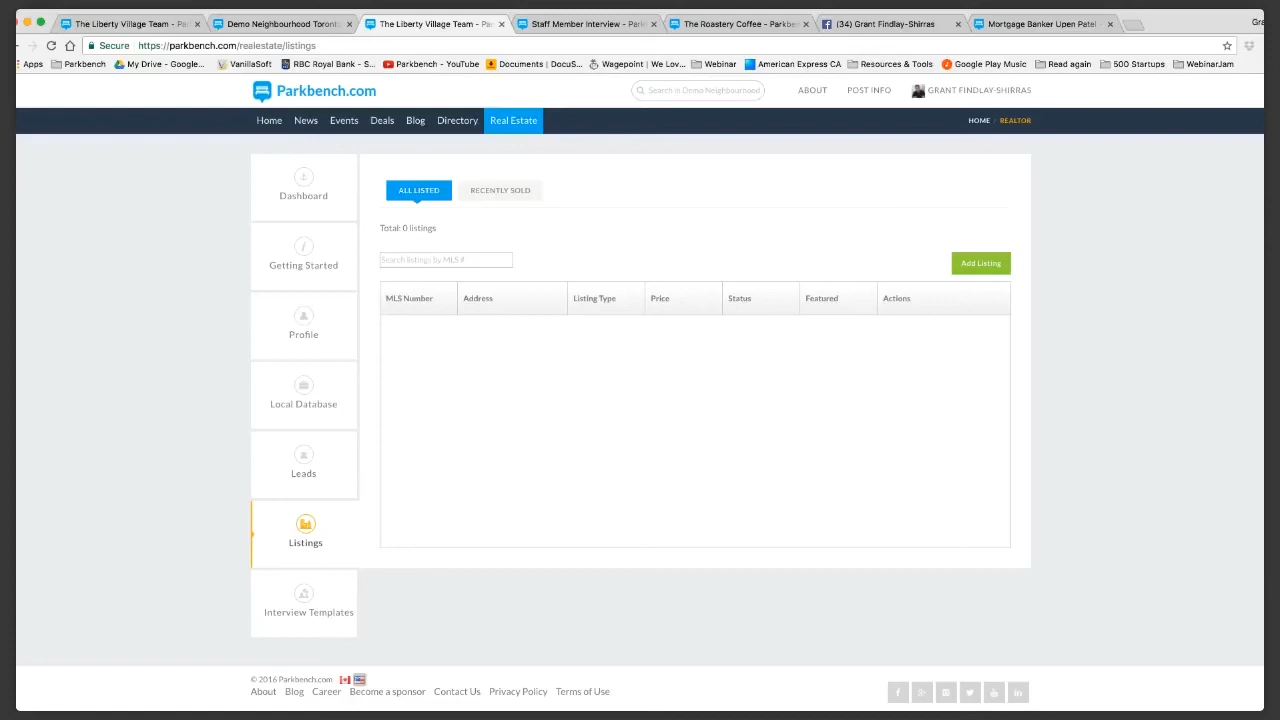 The Liberty Village Team - Pa
Demo Neighbourhood Toronto
The Liberty Village Team - Pa
Staff Member Interview - Park
The Roastery Coffee - Parkben
(34) Grant Findlay-Shirras
Mortgage Banker Upen Patel -
Gra
Secure
https://parkbench.com/realestate/listings
Apps
Parkbench
My Drive - Google...
VanillaSoft
RBC Royal Bank - S...
Parkbench - YouTube
Documents | DocuS...
Wagepoint | We Lov...
Webinar
American Express CA
Resources & Tools
Google Play Music
Read again
500 Startups
WebinarJam
Parkbench.com
Search in Demo Neighbourhood
ABOUT
POST INFO
GRANT FINDLAY-SHIRRAS
Home
News
Events
Deals
Blog
Directory
Real Estate
HOME / REALTOR
Dashboard
Getting Started
Profile
Local Database
Leads
Listings
Interview Templates
ALL LISTED
RECENTLY SOLD
Total: 0 listings
Search listings by MLS #
Add Listing
MLS Number
Address
Listing Type
Price
Status
Featured
Actions
© 2016 Parkbench.com
About
Blog
Career
Become a sponsor
Contact Us
Privacy Policy
Terms of Use